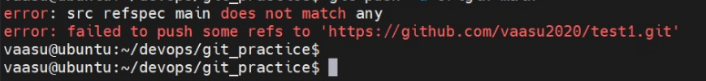 error: src refspec main does not match any
error: failed to push some refs to 'https://github.com/vaasu2020/test1.git'
vaasu@ubuntu:~/devops/git_practice$
vaasu@ubuntu:~/devops/git_practice$